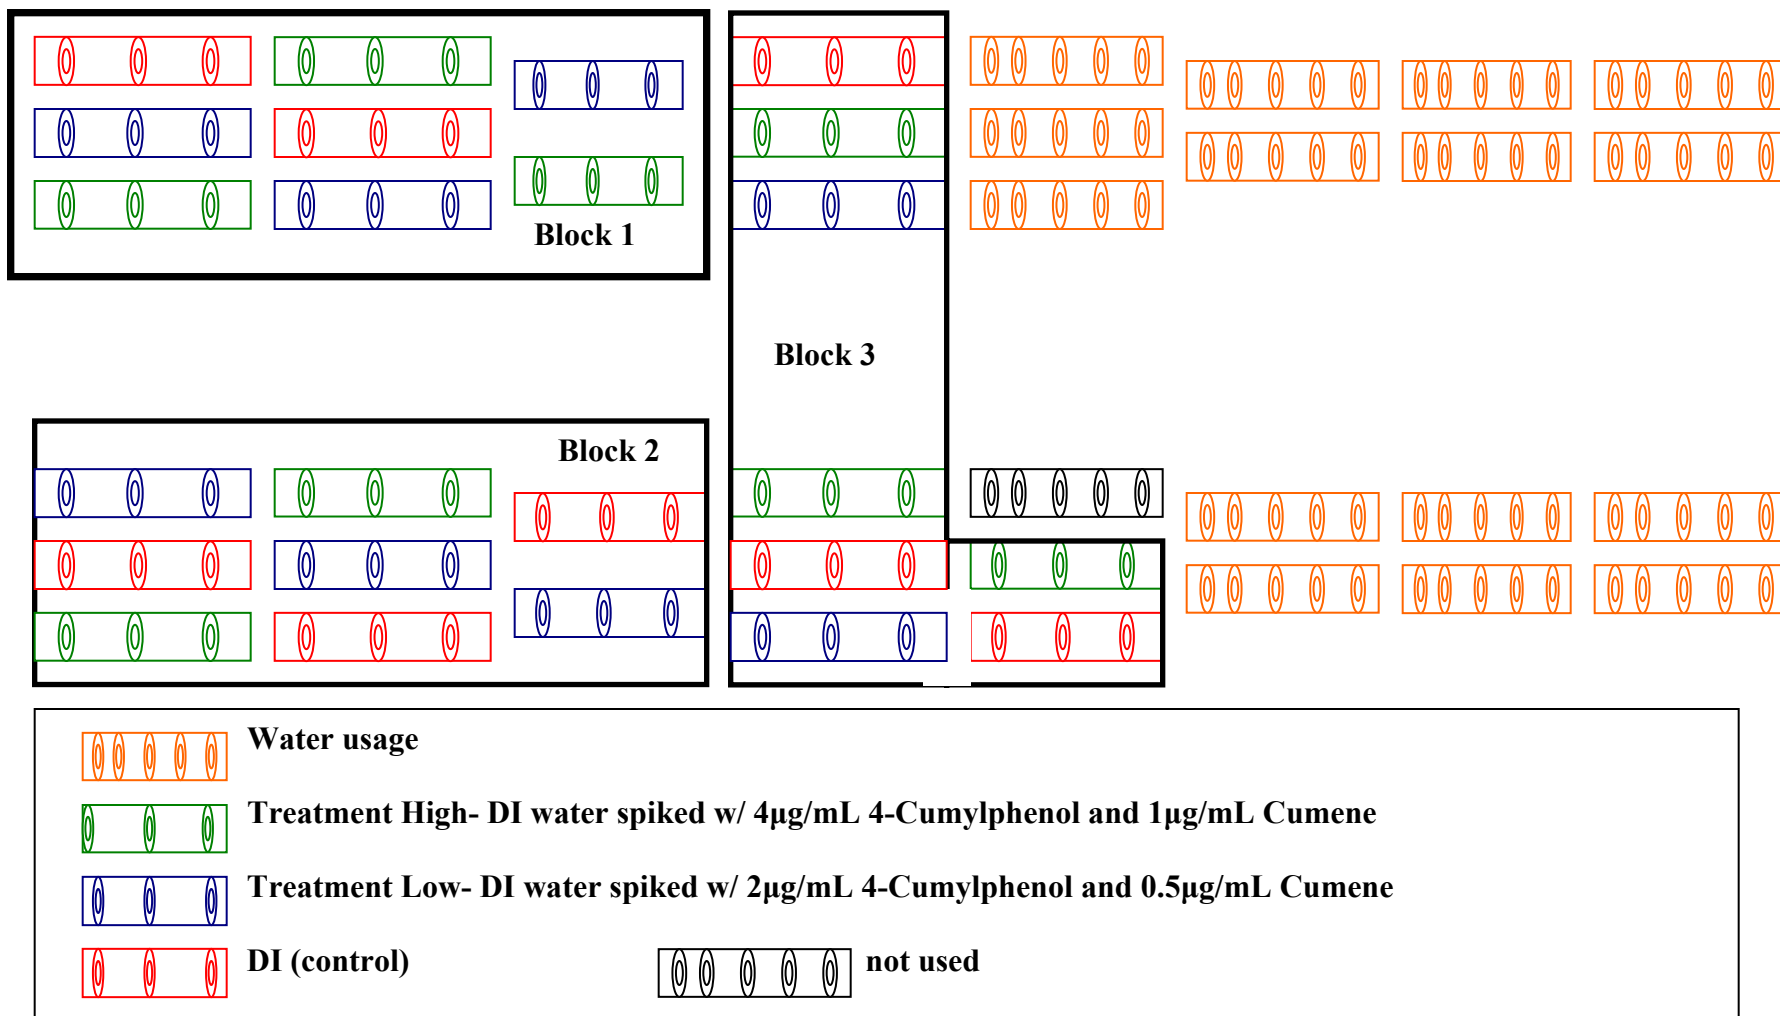 Block 1
Block 3
Block 2
Water usage
Treatment High- DI water spiked w/ 4µg/mL 4-Cumylphenol and 1µg/mL Cumene
Treatment Low- DI water spiked w/ 2µg/mL 4-Cumylphenol and 0.5µg/mL Cumene
DI (control)
not used